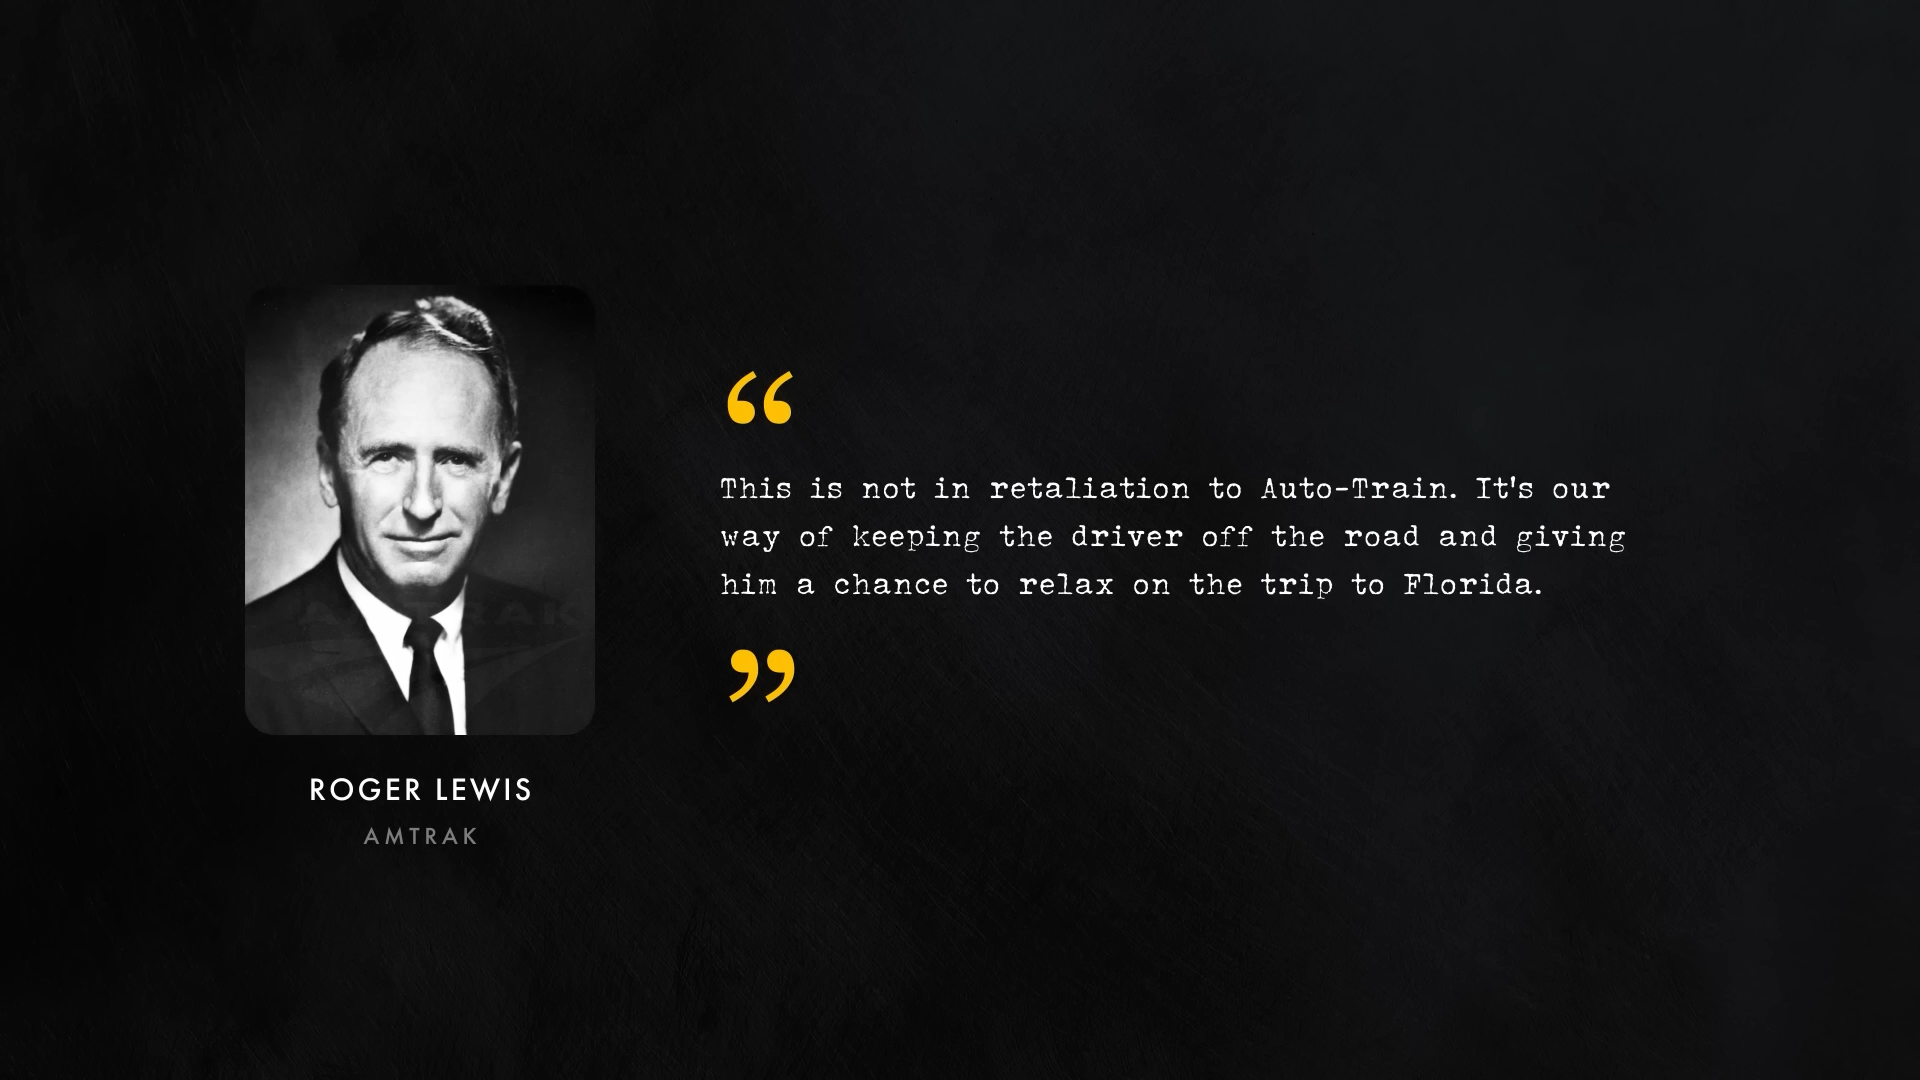 “
This is not in retaliation to Auto-Train. It's our
way of keeping the driver off the road and giving
him a chance to relax on the trip to Florida.
”
AMTRAK
ROGER LEWIS
AMTRAK